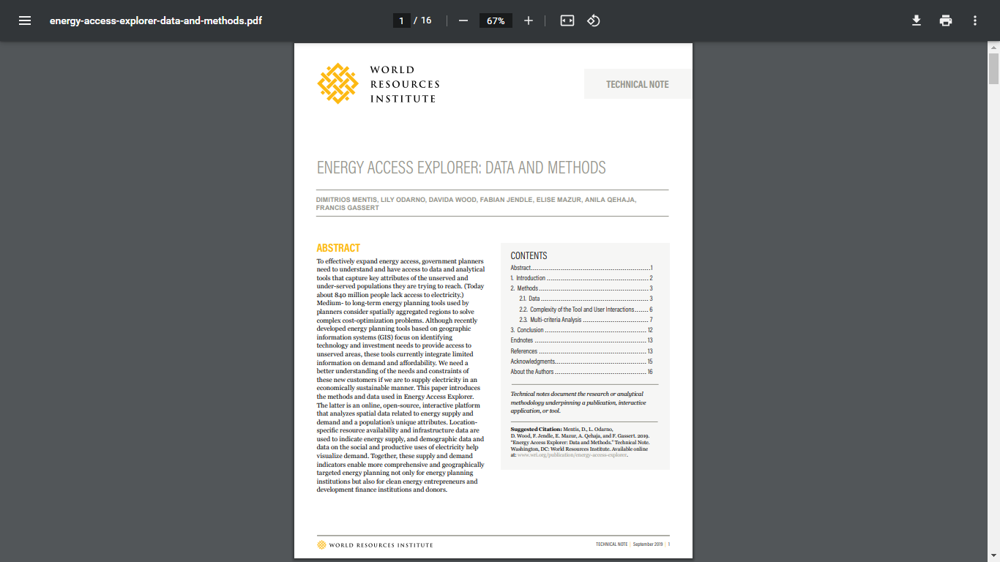 energy-access-explorer-data-and-methods.pdf
1 / 16
67%
WORLD
RESOURCES
INSTITUTE
TECHNICAL NOTE
ENERGY ACCESS EXPLORER: DATA AND METHODS
DIMITRIOS MENTIS, LILY ODARNO, DAVIDA WOOD, FABIAN JENDLE, ELISE MAZUR, ANILA QEHAJA,
FRANCIS GASSERT
ABSTRACT
To effectively expand energy access, government planners
need to understand and have access to data and analytical
tools that capture key attributes of the unserved and
under-served populations they are trying to reach. (Today
about 840 million people lack access to electricity.)
Medium- to long-term energy planning tools used by
planners consider spatially aggregated regions to solve
complex cost-optimization problems. Although recently
developed energy planning tools based on geographic
information systems (GIS) focus on identifying
technology and investment needs to provide access to
unserved areas, these tools currently integrate limited
information on demand and affordability. We need a
better understanding of the needs and constraints of
these new customers if we are to supply electricity in an
economically sustainable manner. This paper introduces
the methods and data used in Energy Access Explorer.
The latter is an online, open-source, interactive platform
that analyzes spatial data related to energy supply and
demand and a population's unique attributes. Location-
specific resource availability and infrastructure data are
used to indicate energy supply, and demographic data and
data on the social and productive uses of electricity help
visualize demand. Together, these supply and demand
indicators enable more comprehensive and geographically
targeted energy planning not only for energy planning
institutions but also for clean energy entrepreneurs and
development finance institutions and donors.
CONTENTS
Abstract..........................................................1
1. Introduction ................................................ 2
2. Methods ..................................................... 3
2.1. Data ..................................................... 3
2.2. Complexity of the Tool and User Interactions....... 6
2.3. Multi-criteria Analysis ................................ 7
3. Conclusion .................................................. 12
Endnotes ...................................................... 13
References .................................................... 13
Acknowledgments............................................. 15
About the Authors ............................................. 16
Technical notes document the research or analytical
methodology underpinning a publication, interactive
application, or tool.
Suggested Citation: Mentis, D., L. Odarno,
D. Wood, F. Jendle, E. Mazur, A. Qehaja, and F. Gassert. 2019.
"Energy Access Explorer: Data and Methods." Technical Note.
Washington, DC: World Resources Institute. Available online
at: www.wri.org/publication/energy-access-explorer.
WORLD RESOURCES INSTITUTE
TECHNICAL NOTE | September 2019 | 1